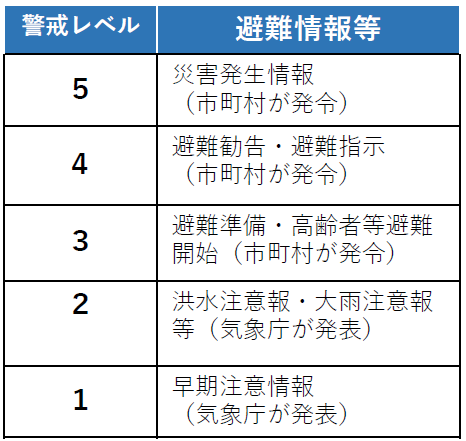 警戒レベル
避難情報等
5
災害発生情報
（市町村が発令）
4
避難勧告・避難指示
（市町村が発令）
3
避難準備・高齢者等避難
開始（市町村が発令）
2
洪水注意報・大雨注意報
等（気象庁が発表）
1
早期注意情報
（気象庁が発表）